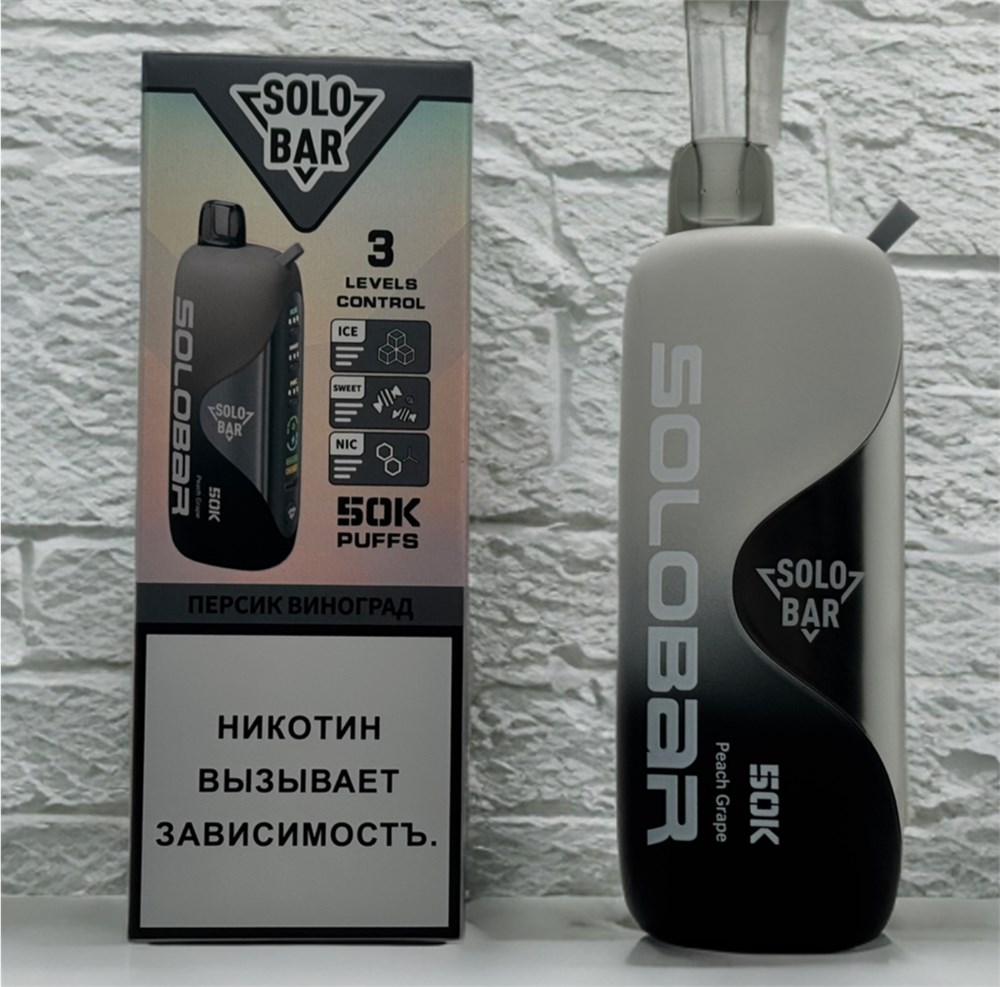 SOLO
BAR
3
LEVELS
CONTROL
ICE
SWEET
NIC
50K
PUFFS
SOLOBAR
SOLO
BAR
50K
Peach Grape
ПЕРСИК ВИНОГРАД
НИКОТИН
ВЫЗЫВАЕТ
ЗАВИСИМОСТЪ.
SOLOBAR
SOLO
BAR
50K
Peach Grape